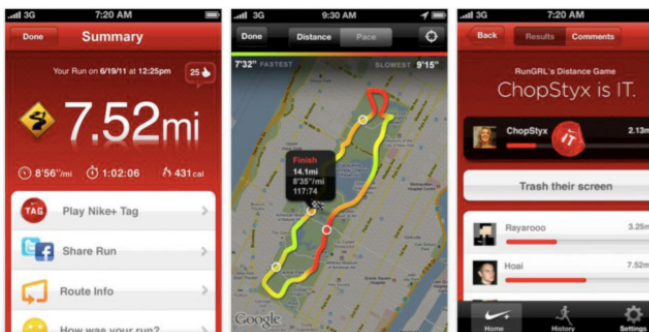 3G 7:20 AM
Done Summary
Your Run on 6/19/11 at 12:25pm 25
7.52mi
8'56"/mi 1:02:06 431 cal
TAG Play Nike+ Tag
Share Run
Route Info
How was your run?
3G 9:30 AM
Done Distance Pace
7'32" FASTEST SLOWEST 9'15"
Finish
14.1mi
8'35"/mi
117:74
Google
3G 7:20 AM
Back Results Comments
RunGRL's Distance Game
ChopStyx is IT.
ChopStyx IT 2.13m
Trash their screen
Rayarooo 3.25m
Hoai 7.52m
Home History Settings